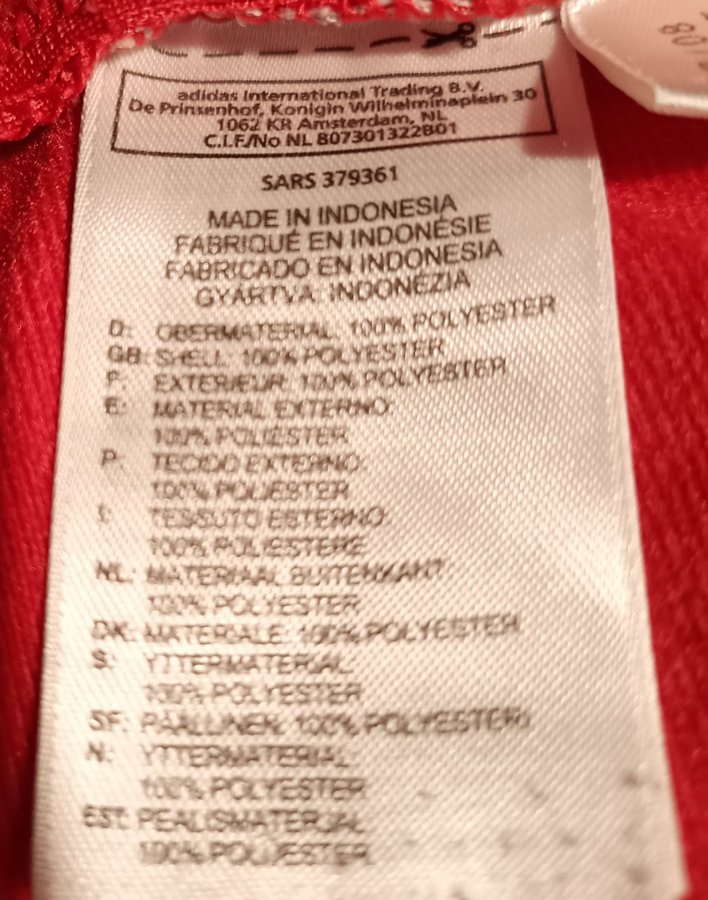 adidas International Trading B.V.
De Prinsenhof, Konigin Wilhelminaplein 30
1062 KR Amsterdam, NL
C.I.F/No NL 807301322B01
SARS 379361
MADE IN INDONESIA
FABRIQUÉ EN INDONÉSIE
FABRICADO EN INDONESIA
GYÁRTVA: INDONÉZIA
D: OBERMATERIAL: 100% POLYESTER
GB: SHELL: 100% POLYESTER
F: EXTERIEUR: 100% POLYESTER
E: MATERIAL EXTERNO:
100% POLIÉSTER
P: TECIDO EXTERNO:
100% POLIESTER
I: TESSUTO ESTERNO:
100% POLIESTERE
NL: MATERIAAL BUITENKANT:
100% POLYESTER
DK: MATERIALE: 100% POLYESTER
S: YTTERMATERIAL:
100% POLYESTER
SF: PÄÄLLINEN: 100% POLYESTERI
N: YTTERMATERIAL:
100% POLYESTER
EST: PEALISMATERJAL:
100% POLÜESTER
08